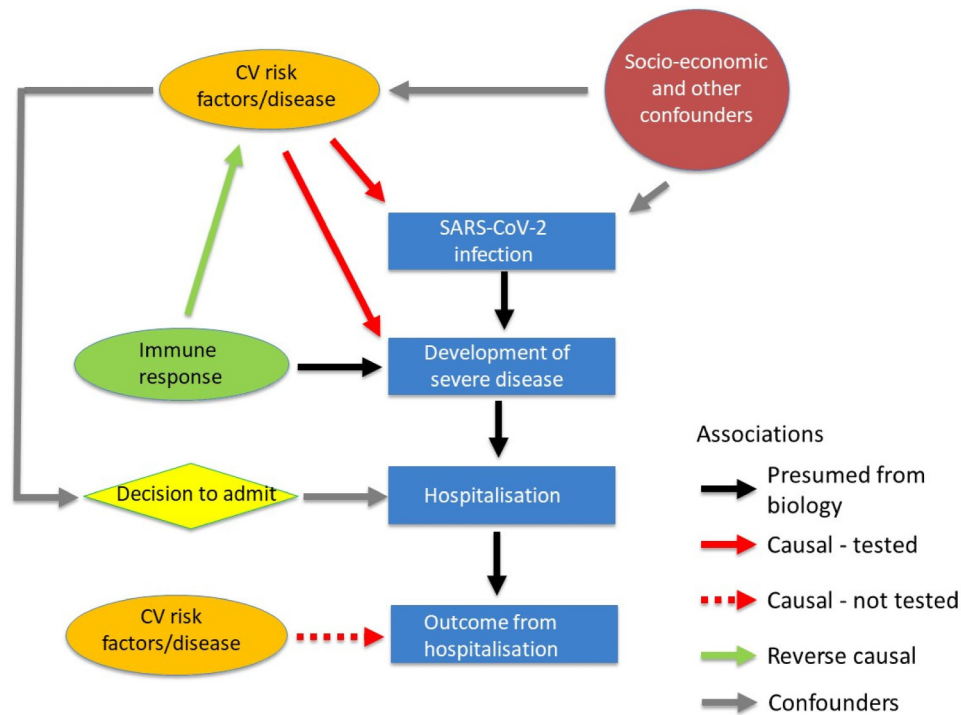 CV risk
factors/disease
Socio-economic
and other
confounders
SARS-CoV-2
infection
Immune
response
Development of
severe disease
Decision to admit
Hospitalisation
CV risk
factors/disease
Outcome from
hospitalisation
Associations
Presumed from
biology
Causal - tested
Causal - not tested
Reverse causal
Confounders